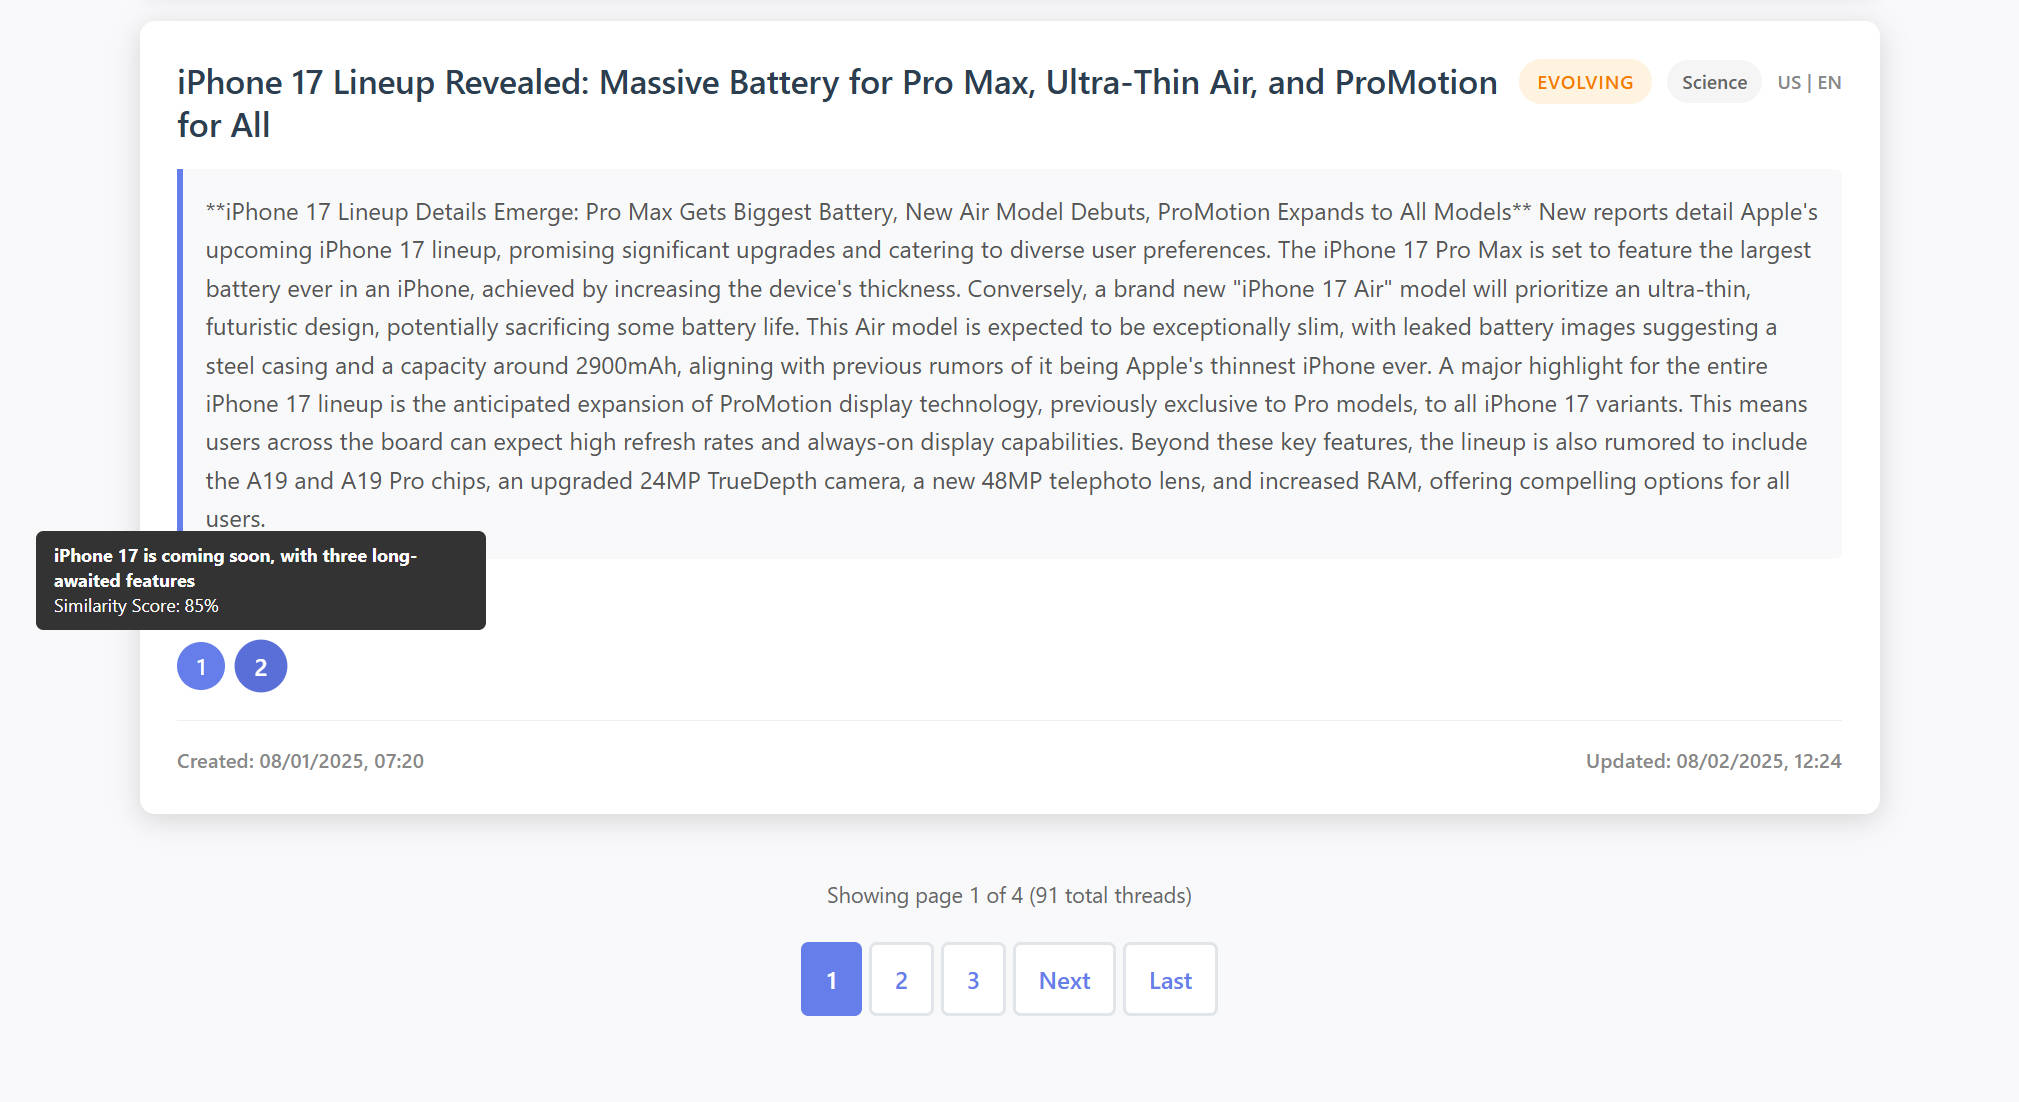 iPhone 17 Lineup Revealed: Massive Battery for Pro Max, Ultra-Thin Air, and ProMotion
for All
EVOLVING
Science
US | EN
**iPhone 17 Lineup Details Emerge: Pro Max Gets Biggest Battery, New Air Model Debuts, ProMotion Expands to All Models** New reports detail Apple's
upcoming iPhone 17 lineup, promising significant upgrades and catering to diverse user preferences. The iPhone 17 Pro Max is set to feature the largest
battery ever in an iPhone, achieved by increasing the device's thickness. Conversely, a brand new "iPhone 17 Air" model will prioritize an ultra-thin,
futuristic design, potentially sacrificing some battery life. This Air model is expected to be exceptionally slim, with leaked battery images suggesting a
steel casing and a capacity around 2900mAh, aligning with previous rumors of it being Apple's thinnest iPhone ever. A major highlight for the entire
iPhone 17 lineup is the anticipated expansion of ProMotion display technology, previously exclusive to Pro models, to all iPhone 17 variants. This means
users across the board can expect high refresh rates and always-on display capabilities. Beyond these key features, the lineup is also rumored to include
the A19 and A19 Pro chips, an upgraded 24MP TrueDepth camera, a new 48MP telephoto lens, and increased RAM, offering compelling options for all
users.
iPhone 17 is coming soon, with three long-
awaited features
Similarity Score: 85%
1 2
Created: 08/01/2025, 07:20
Updated: 08/02/2025, 12:24
Showing page 1 of 4 (91 total threads)
1 2 3 Next Last